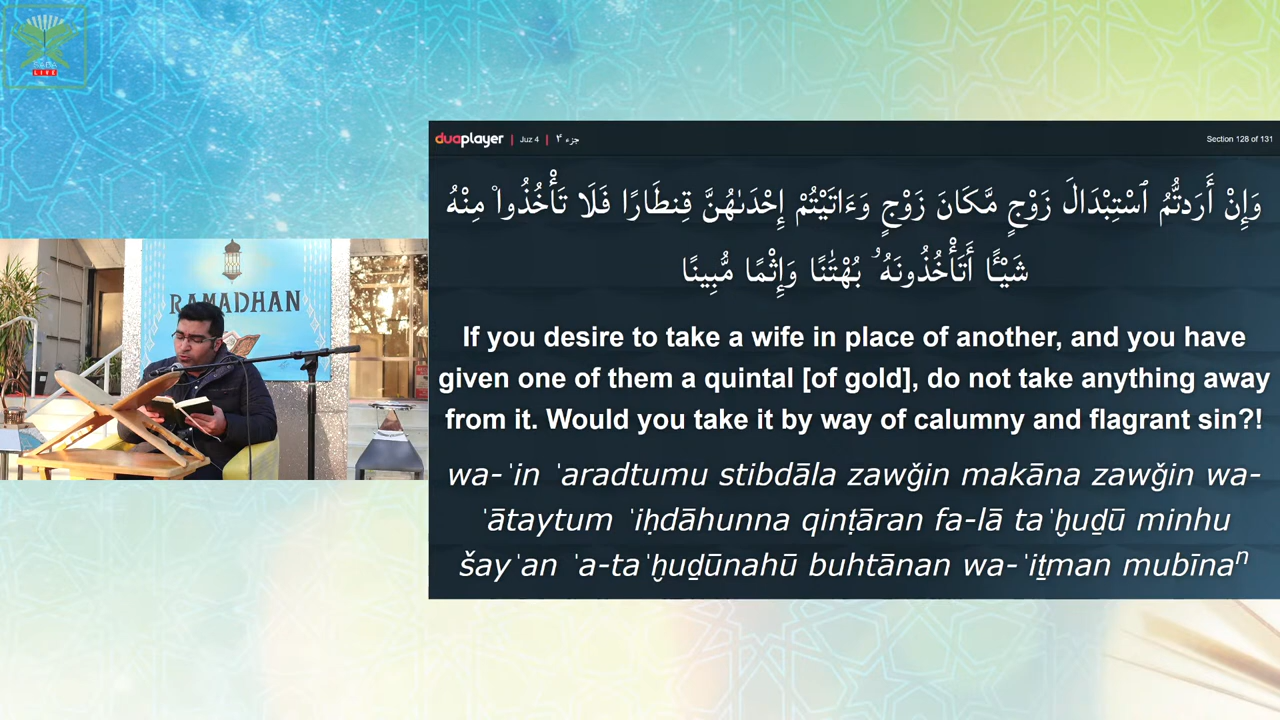 LIVE
duaplayer | Juz 4 | جزء ۴
Section 128 of 131
وَإِنْ أَرَدتُّمُ ٱسْتِبْدَالَ زَوْجٍ مَّكَانَ زَوْجٍ وَءَاتَيْتُمْ إِحْدَىٰهُنَّ قِنطَارًا فَلَا تَأْخُذُوا۟ مِنْهُ
شَيْـًٔا أَتَأْخُذُونَهُۥ بُهْتَـٰنًا وَإِثْمًا مُّبِينًا
If you desire to take a wife in place of another, and you have
given one of them a quintal [of gold], do not take anything away
from it. Would you take it by way of calumny and flagrant sin?!
wa-ʾin ʾaradtumu stibdāla zawǧin makāna zawǧin wa-
ʾātaytum ʾiḥdāhunna qinṭāran fa-lā taʾḫuḏū minhu
šayʾan ʾa-taʾḫuḏūnahū buhtānan wa-ʾiṯman mubīnaⁿ
RAMADHAN